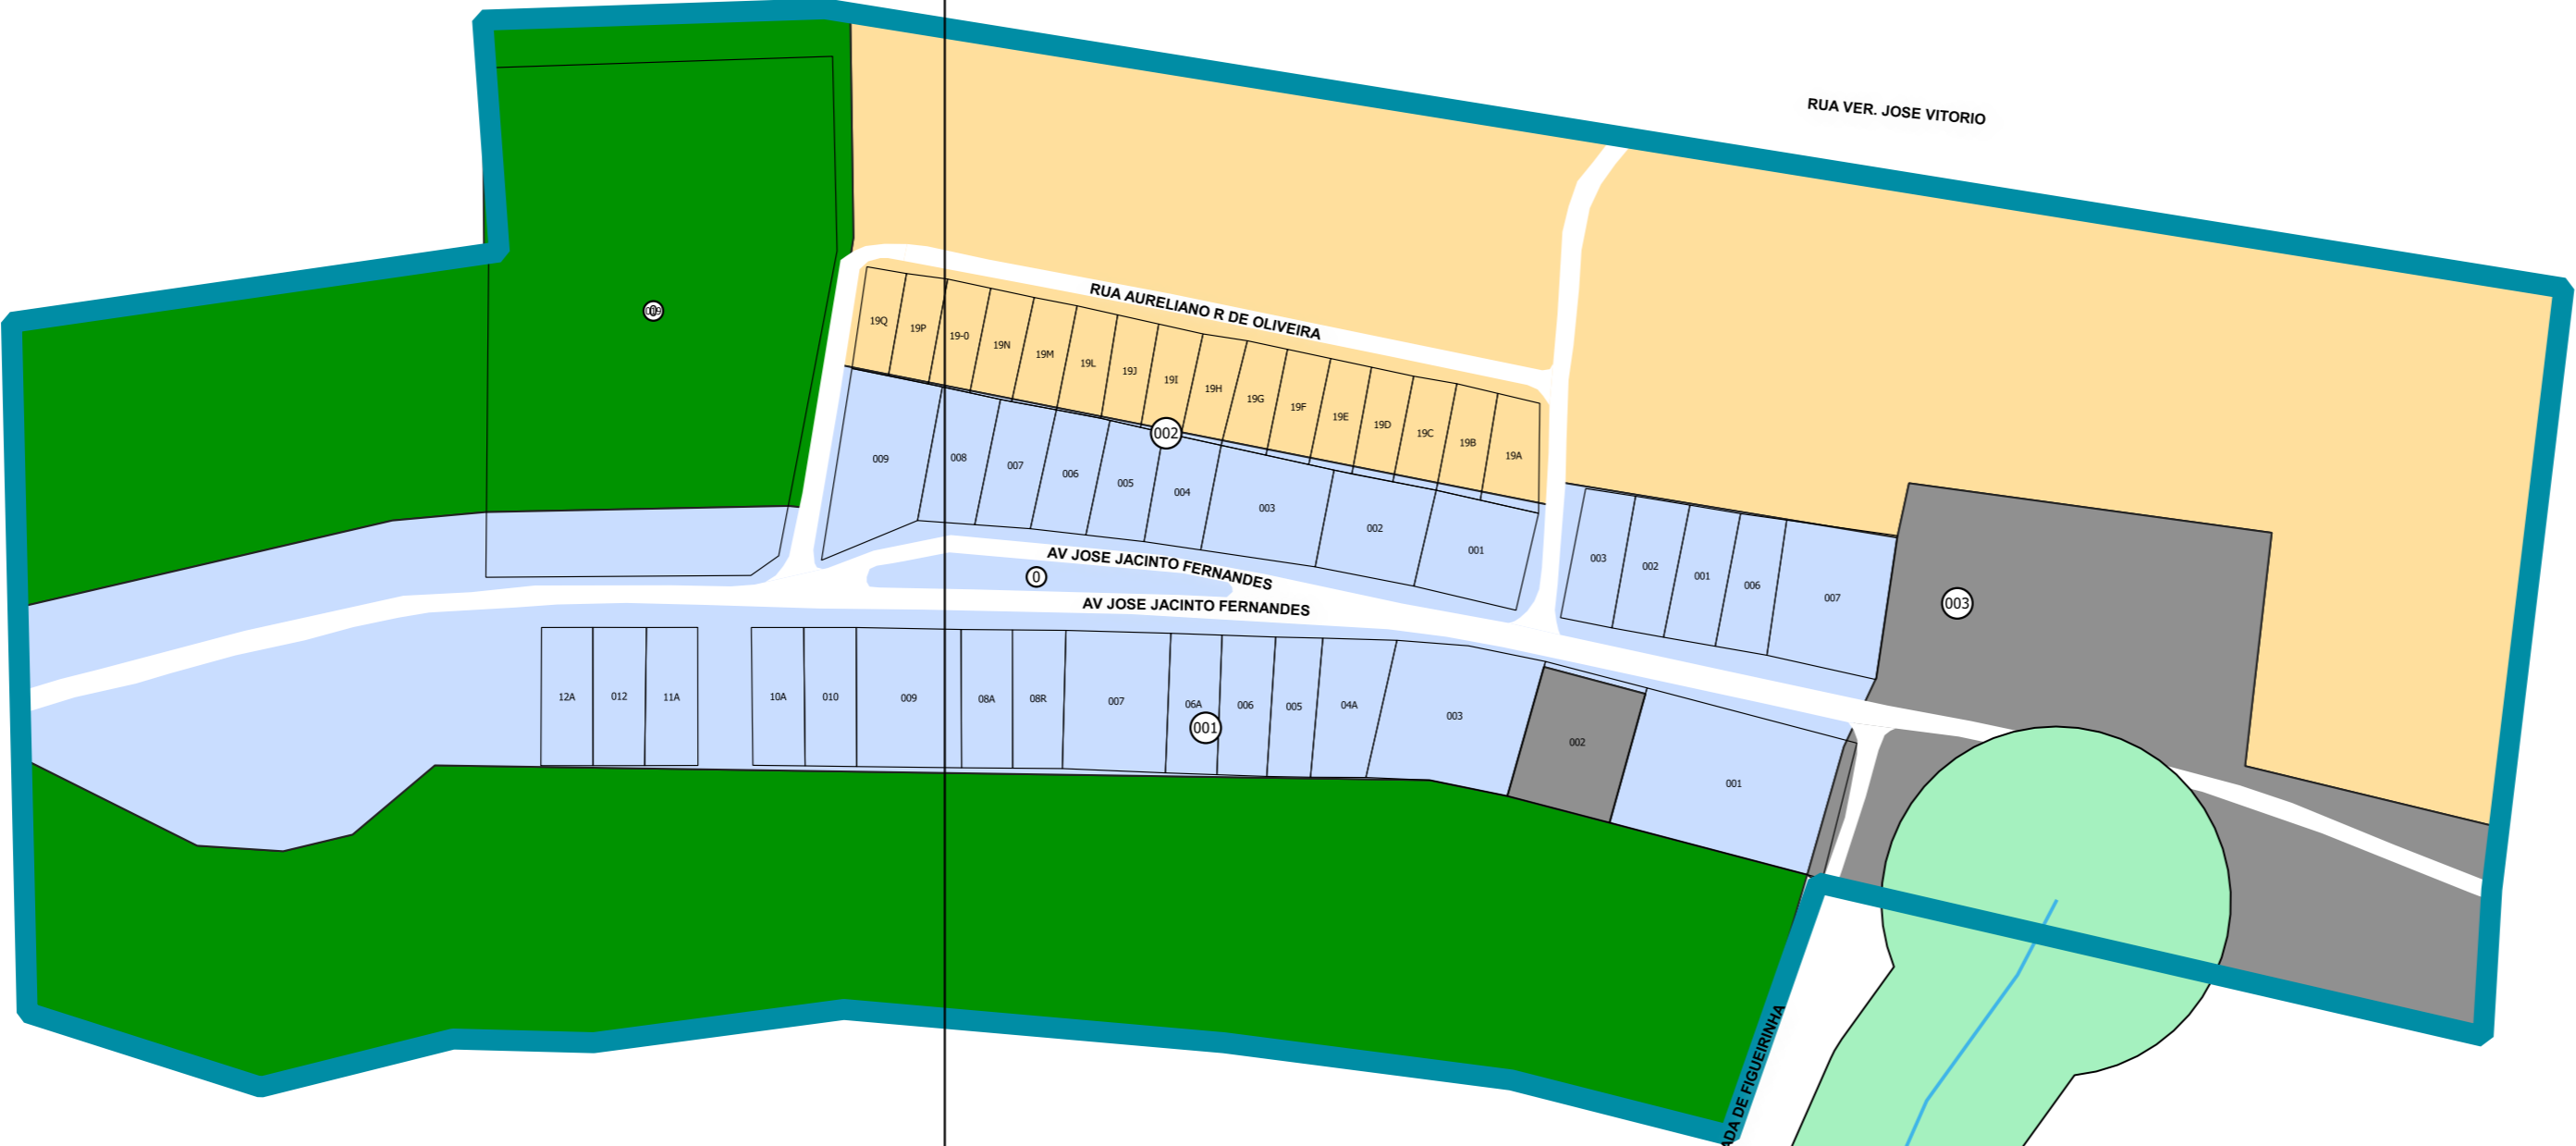 RUA VER. JOSE VITORIO
RUA AURELIANO R DE OLIVEIRA
19Q
19P
19-0
19N
19M
19L
19J
19I
19H
19G
19F
19E
19D
19C
19B
19A
002
009
008
007
006
005
004
003
002
001
003
002
001
006
007
003
AV JOSE JACINTO FERNANDES
0
AV JOSE JACINTO FERNANDES
12A
012
11A
10A
010
009
08A
08R
007
06A
006
005
04A
003
002
001
001
ADA DE FIGUEIRINHA